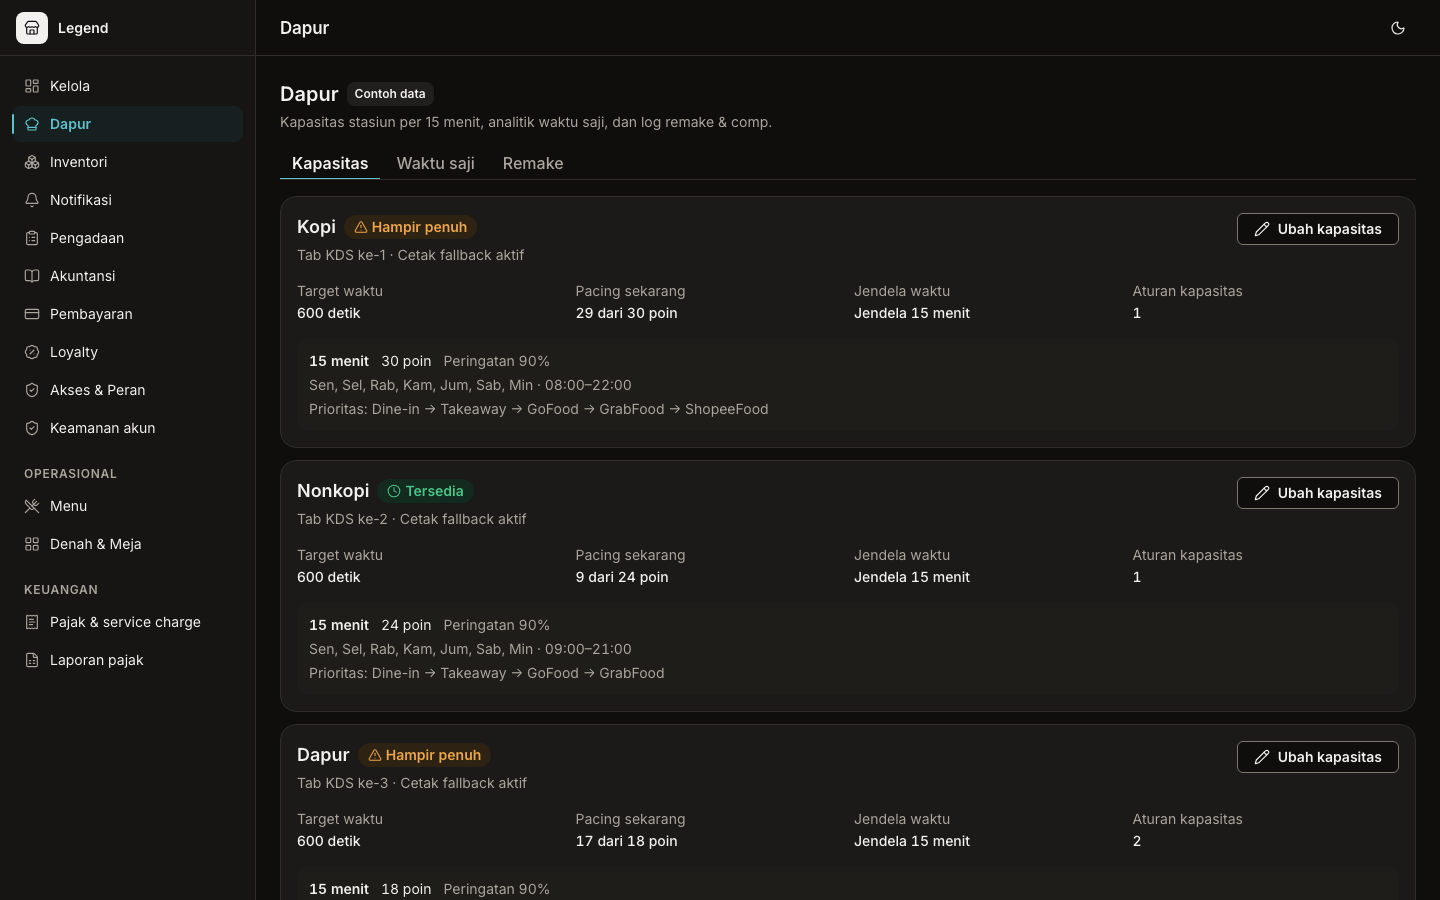 Legend
Dapur
Kelola
Dapur
Inventori
Notifikasi
Pengadaan
Akuntansi
Pembayaran
Loyalty
Akses & Peran
Keamanan akun
OPERASIONAL
Menu
Denah & Meja
KEUANGAN
Pajak & service charge
Laporan pajak
Dapur Contoh data
Kapasitas stasiun per 15 menit, analitik waktu saji, dan log remake & comp.
Kapasitas Waktu saji Remake
Kopi Hampir penuh Ubah kapasitas
Tab KDS ke-1 · Cetak fallback aktif
Target waktu Pacing sekarang Jendela waktu Aturan kapasitas
600 detik 29 dari 30 poin Jendela 15 menit 1
15 menit 30 poin Peringatan 90%
Sen, Sel, Rab, Kam, Jum, Sab, Min · 08:00–22:00
Prioritas: Dine-in → Takeaway → GoFood → GrabFood → ShopeeFood
Nonkopi Tersedia Ubah kapasitas
Tab KDS ke-2 · Cetak fallback aktif
Target waktu Pacing sekarang Jendela waktu Aturan kapasitas
600 detik 9 dari 24 poin Jendela 15 menit 1
15 menit 24 poin Peringatan 90%
Sen, Sel, Rab, Kam, Jum, Sab, Min · 09:00–21:00
Prioritas: Dine-in → Takeaway → GoFood → GrabFood
Dapur Hampir penuh Ubah kapasitas
Tab KDS ke-3 · Cetak fallback aktif
Target waktu Pacing sekarang Jendela waktu Aturan kapasitas
600 detik 17 dari 18 poin Jendela 15 menit 2
15 menit 18 poin Peringatan 90%